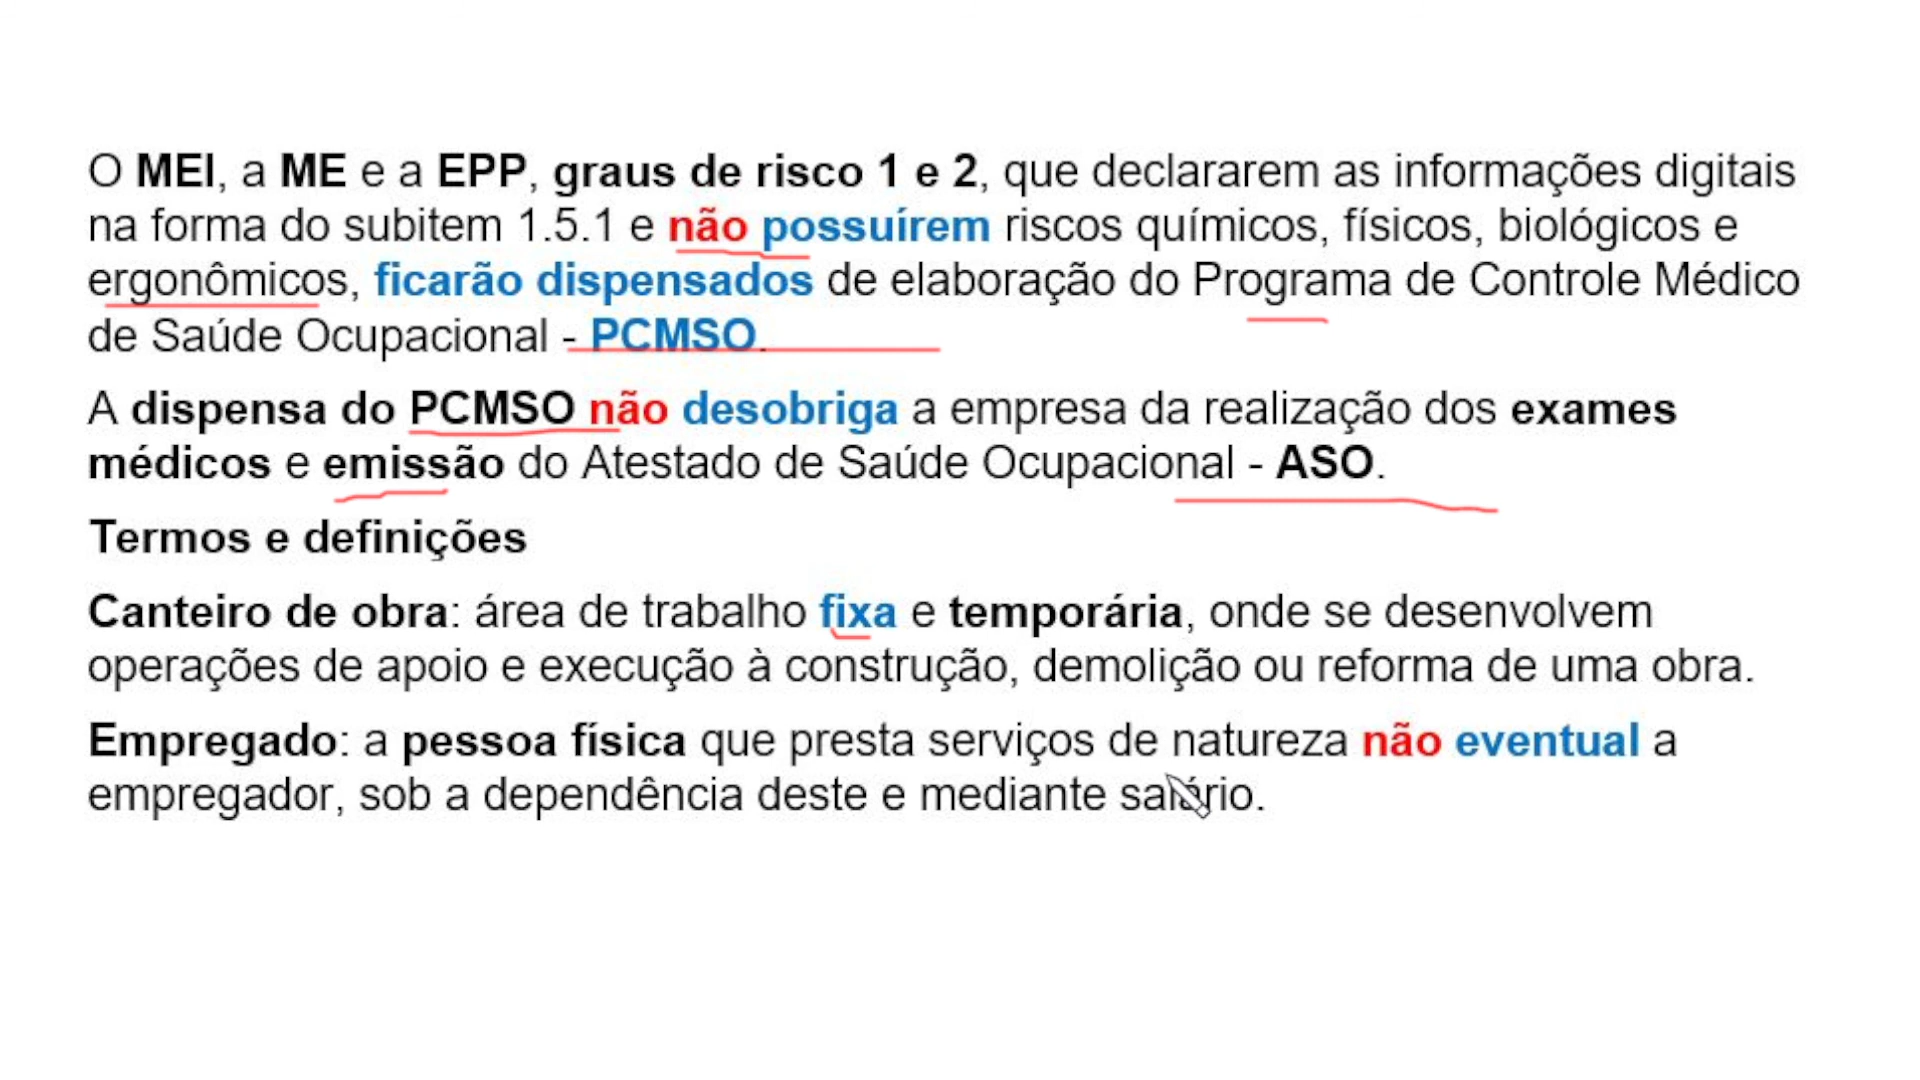 O MEI, a ME e a EPP, graus de risco 1 e 2, que declararem as informações digitais
na forma do subitem 1.5.1 e não possuírem riscos químicos, físicos, biológicos e
ergonômicos, ficarão dispensados de elaboração do Programa de Controle Médico
de Saúde Ocupacional - PCMSO.
A dispensa do PCMSO não desobriga a empresa da realização dos exames
médicos e emissão do Atestado de Saúde Ocupacional - ASO.
Termos e definições
Canteiro de obra: área de trabalho fixa e temporária, onde se desenvolvem
operações de apoio e execução à construção, demolição ou reforma de uma obra.
Empregado: a pessoa física que presta serviços de natureza não eventual a
empregador, sob a dependência deste e mediante salário.